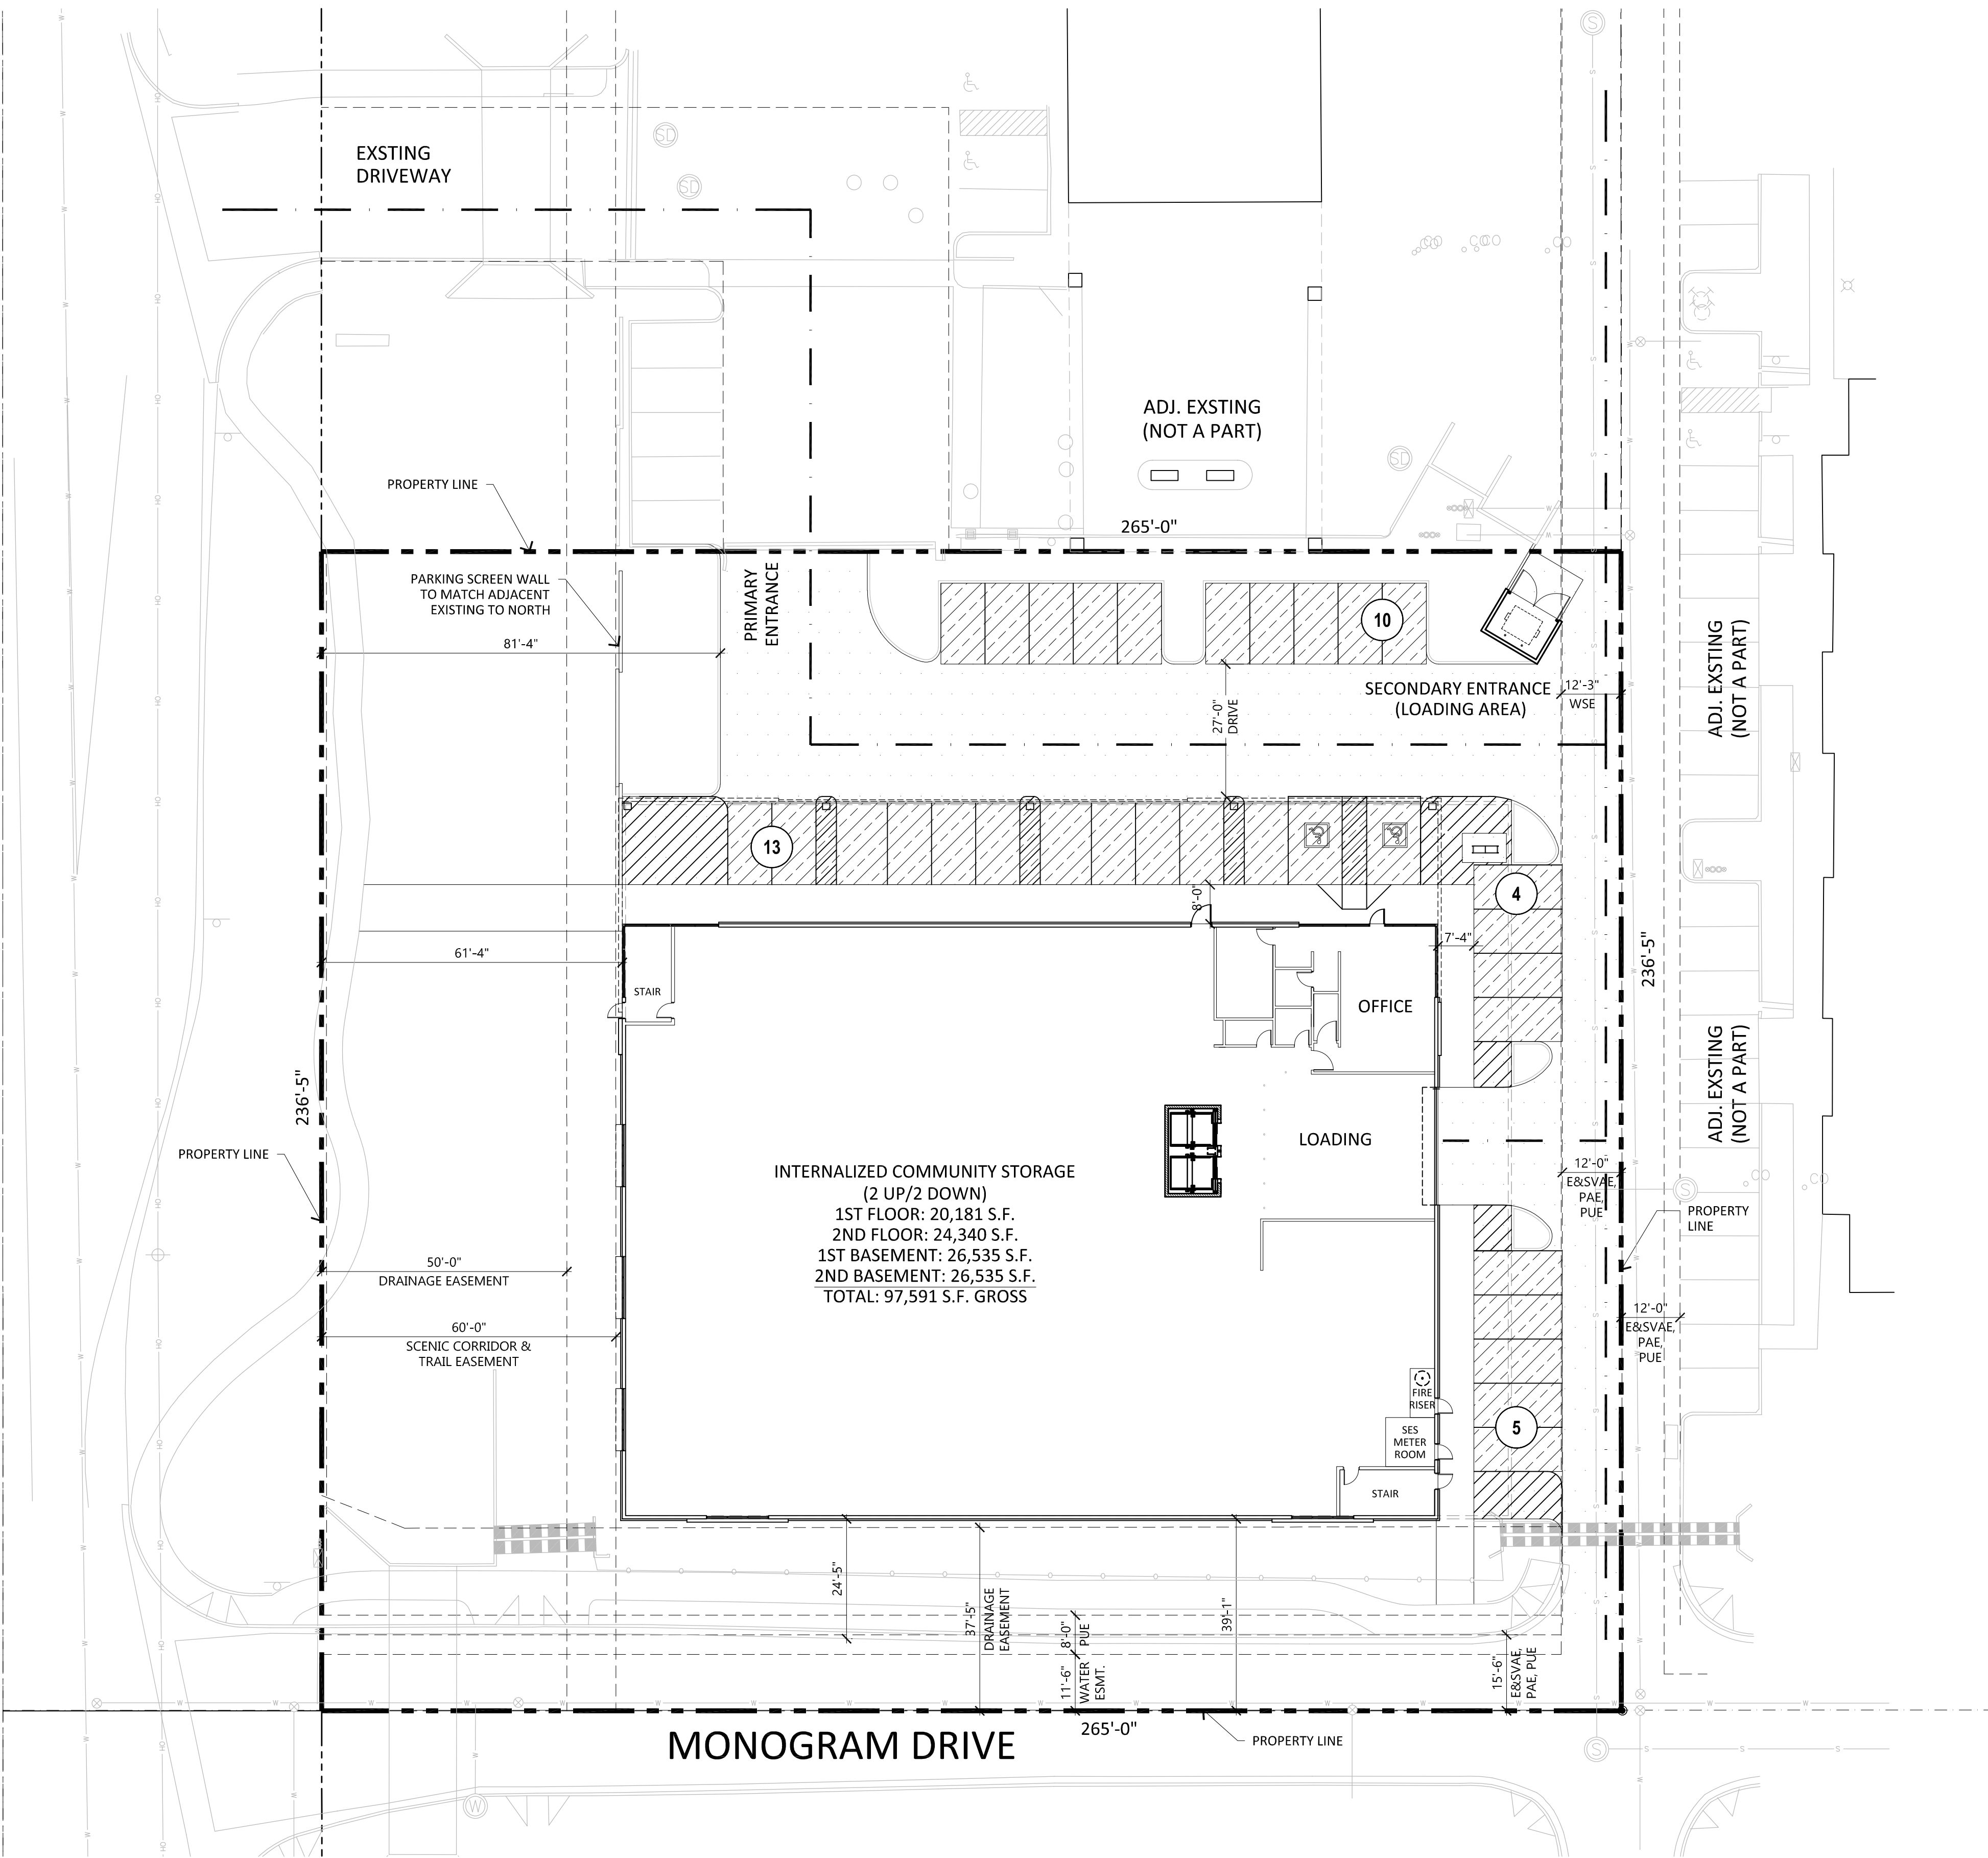 EXSTING
DRIVEWAY
SD
SD
S
ADJ. EXSTING
(NOT A PART)
SD
PROPERTY LINE
265'-0"
PARKING SCREEN WALL
TO MATCH ADJACENT
EXISTING TO NORTH
PRIMARY
ENTRANCE
81'-4"
10
SECONDARY ENTRANCE
(LOADING AREA)
12'-3"
WSE
27'-0"
DRIVE
ADJ. EXSTING
(NOT A PART)
13
4
8'-0"
7'-4"
61'-4"
STAIR
OFFICE
236'-5"
236'-5"
PROPERTY LINE
LOADING
ADJ. EXSTING
(NOT A PART)
INTERNALIZED COMMUNITY STORAGE
(2 UP/2 DOWN)
1ST FLOOR: 20,181 S.F.
2ND FLOOR: 24,340 S.F.
1ST BASEMENT: 26,535 S.F.
2ND BASEMENT: 26,535 S.F.
TOTAL: 97,591 S.F. GROSS
12'-0"
E&SVAE,
PAE,
PUE
S
PROPERTY
LINE
50'-0"
DRAINAGE EASEMENT
60'-0"
SCENIC CORRIDOR &
TRAIL EASEMENT
12'-0"
E&SVAE,
PAE,
PUE
FIRE
RISER
SES
METER
ROOM
5
STAIR
24'-5"
37'-5"
DRAINAGE
EASEMENT
8'-0"
PUE
11'-6"
WATER
ESMT.
39'-1"
15'-6"
E&SVAE,
PAE, PUE
MONOGRAM DRIVE
265'-0"
PROPERTY LINE
S
W